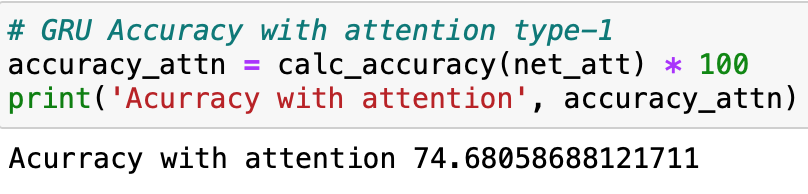 # GRU Accuracy with attention type-1
accuracy_attn = calc_accuracy(net_att) * 100
print('Acurracy with attention', accuracy_attn)
Acurracy with attention 74.68058688121711